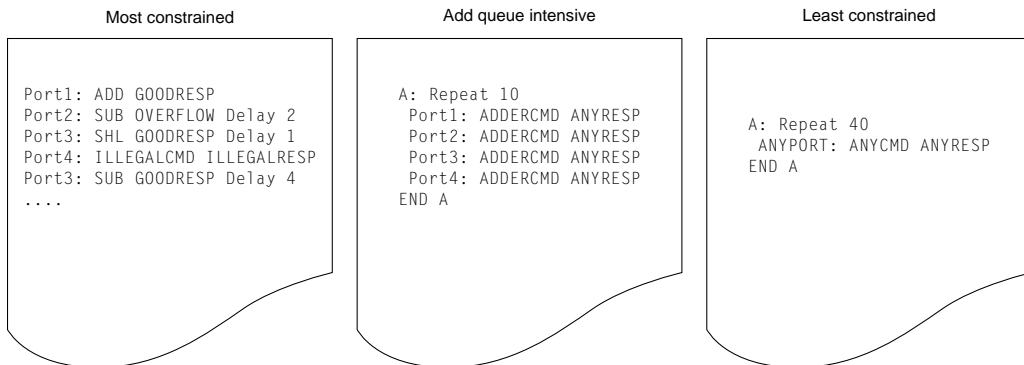 Most constrained
Port1: ADD GOODRESP
Port2: SUB OVERFLOW Delay 2
Port3: SHL GOODRESP Delay 1
Port4: ILLEGALCMD ILLEGALRESP
Port3: SUB GOODRESP Delay 4
....
Add queue intensive
A: Repeat 10
Port1: ADDERCMD ANYRESP
Port2: ADDERCMD ANYRESP
Port3: ADDERCMD ANYRESP
Port4: ADDERCMD ANYRESP
END A
Least constrained
A: Repeat 40
ANYPORT: ANYCMD ANYRESP
END A